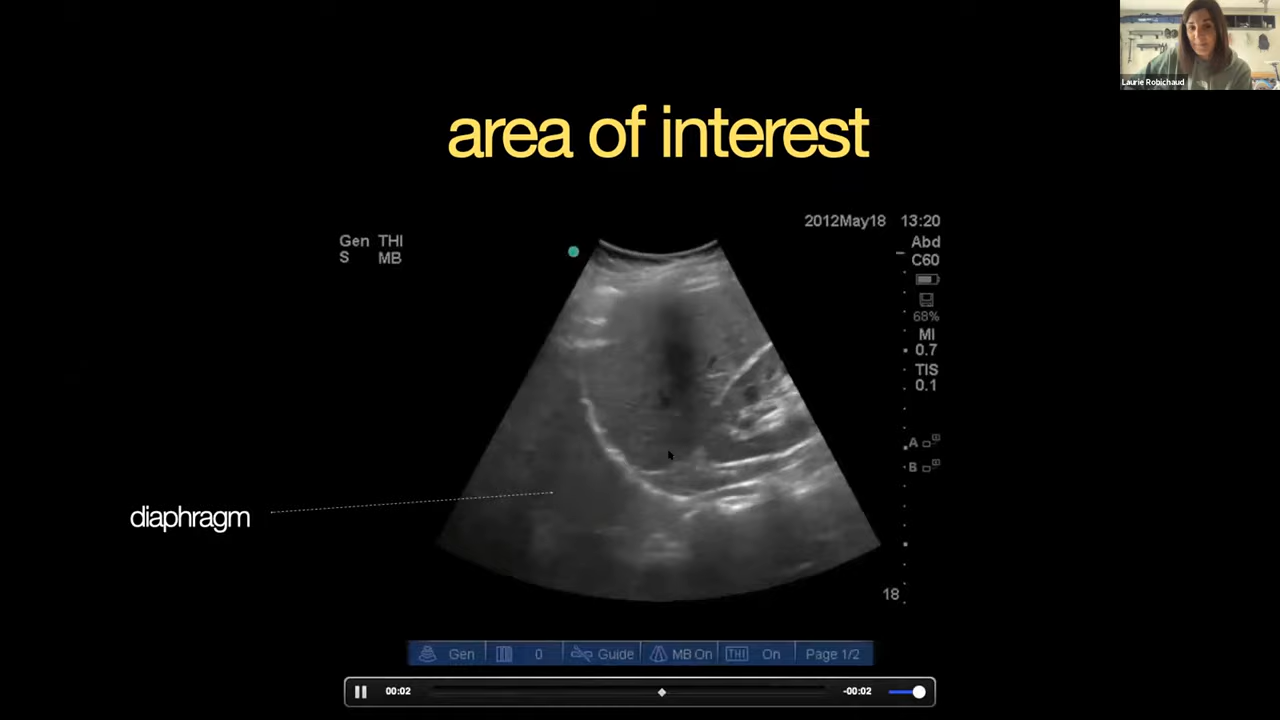 Laurie Robichaud
area of interest
2012May18 13:20
Gen THI
S MB
Abd
C60
68%
MI
0.7
TIS
0.1
A
B
diaphragm
18
Gen 0 Guide MB On THI On Page 1/2
00:02 -00:02